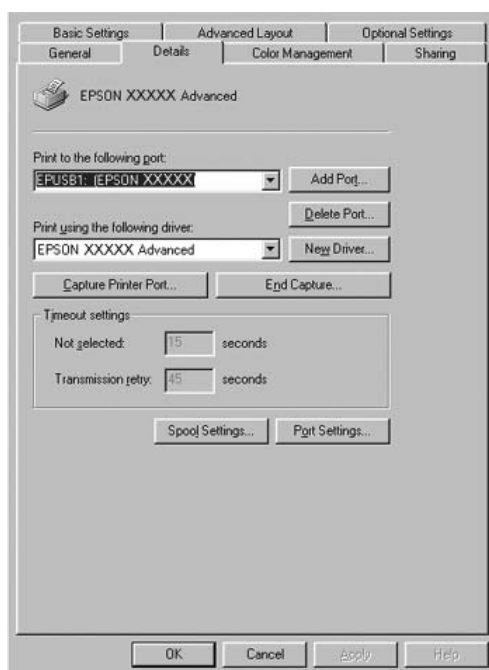 Basic Settings Advanced Layout Optional Settings
General Details Color Management Sharing
EPSON XXXXX Advanced
Print to the following port:
EPUSB1: (EPSON XXXXX Add Port...
Delete Port...
Print using the following driver:
EPSON XXXXX Advanced New Driver...
Capture Printer Port... End Capture...
Timeout settings
Not selected: 15 seconds
Transmission retry: 45 seconds
Spool Settings... Port Settings...
OK Cancel Apply Help